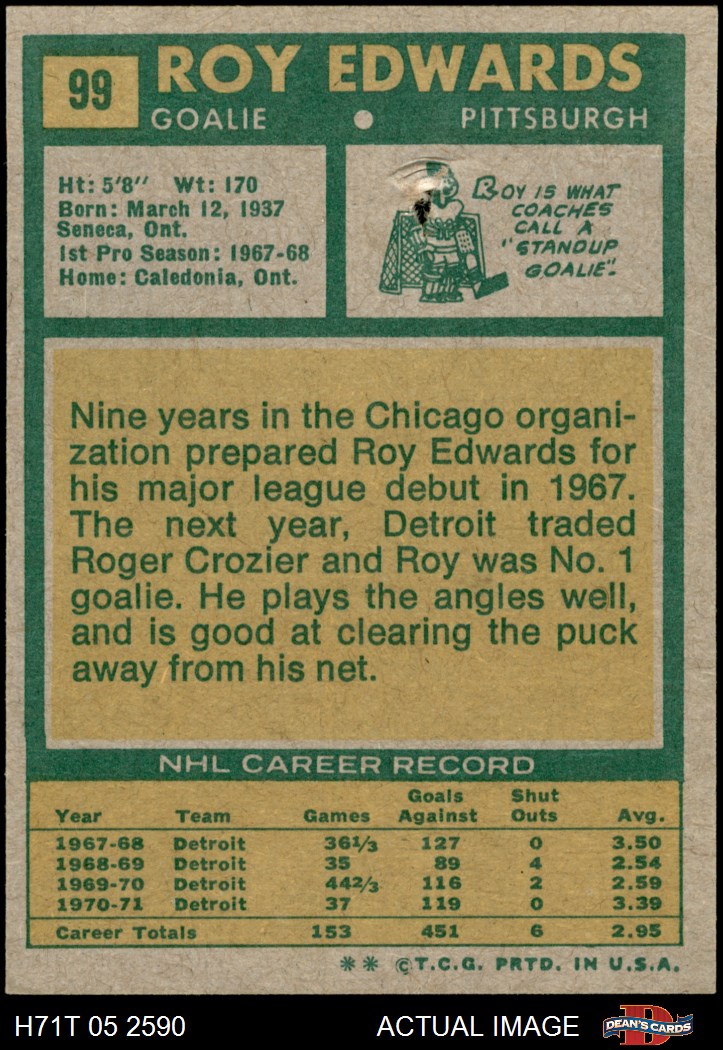 99
ROY EDWARDS
GOALIE • PITTSBURGH
Ht: 5'8" Wt: 170
Born: March 12, 1937
Seneca, Ont.
1st Pro Season: 1967-68
Home: Caledonia, Ont.
ROY IS WHAT
COACHES
CALL A
"STANDUP
GOALIE".
Nine years in the Chicago organi-
zation prepared Roy Edwards for
his major league debut in 1967.
The next year, Detroit traded
Roger Crozier and Roy was No. 1
goalie. He plays the angles well,
and is good at clearing the puck
away from his net.
NHL CAREER RECORD
Year Team Games Goals Against Shut Outs Avg.
1967-68 Detroit 36 1/3 127 0 3.50
1968-69 Detroit 35 89 4 2.54
1969-70 Detroit 44 2/3 116 2 2.59
1970-71 Detroit 37 119 0 3.39
Career Totals 153 451 6 2.95
** ©T.C.G. PRTD. IN U.S.A.
H71T 05 2590 ACTUAL IMAGE
D
DEAN'S CARDS